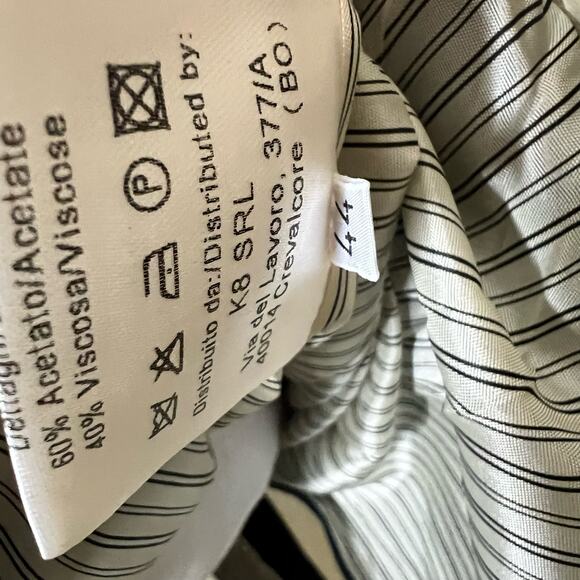 60% Acetato/Acetate
40% Viscosa/Viscose
P
Distribuito da:/Distributed by:
K8 SRL
Via del Lavoro, 377/A
40014 Crevalcore (BO)
44